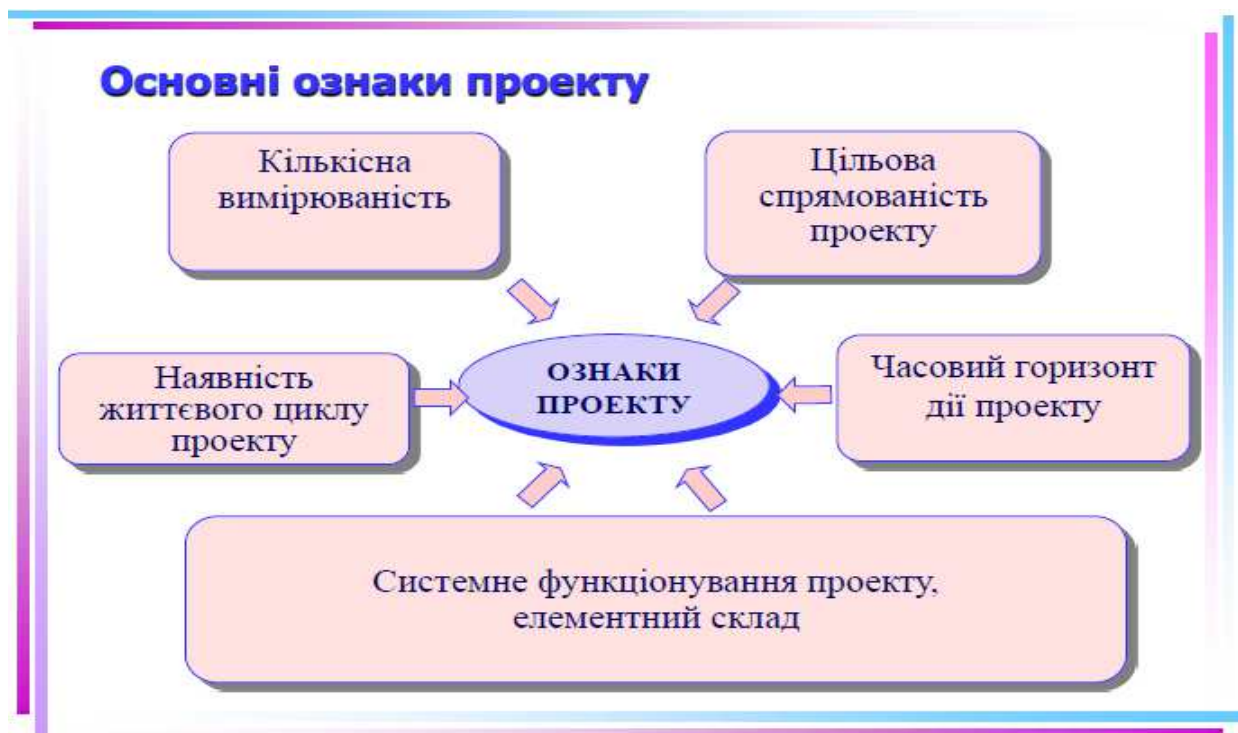 Основні ознаки проекту
Кількісна
вимірюваність
Цільова
спрямованість
проекту
Наявність
життєвого циклу
проекту
ОЗНАКИ
ПРОЕКТУ
Часовий горизонт
дії проекту
Системне функціонування проекту,
елементний склад